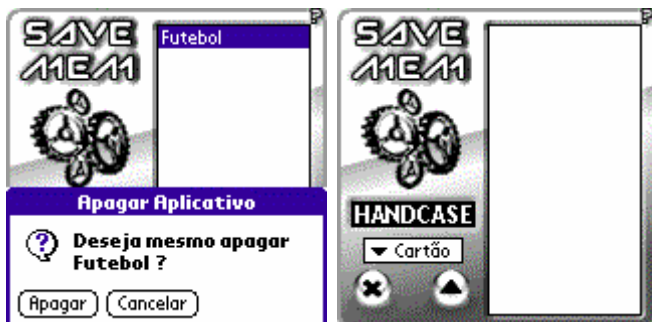 SAVE
MEM
Futebol
?
Apagar Aplicativo
Deseja mesmo apagar
Futebol ?
Apagar
Cancelar
SAVE
MEM
?
HANDCASE
Cartão